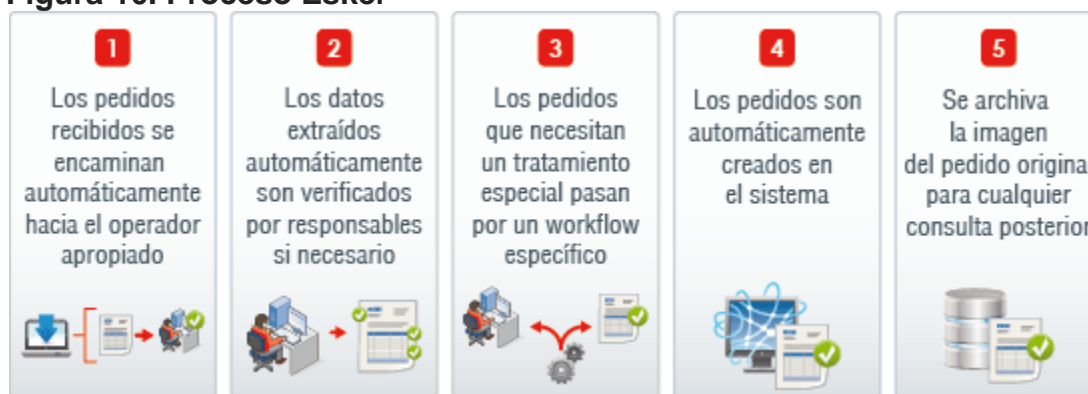 Figura Proceso Esker
1
Los pedidos
recibidos se
encaminan
automáticamente
hacia el operador
apropiado
2
Los datos
extraídos
automáticamente
son verificados
por responsables
si necesario
3
Los pedidos
que necesitan
un tratamiento
especial pasan
por un workflow
específico
4
Los pedidos son
automáticamente
creados en
el sistema
5
Se archiva
la imagen
del pedido origina
para cualquier
consulta posterior